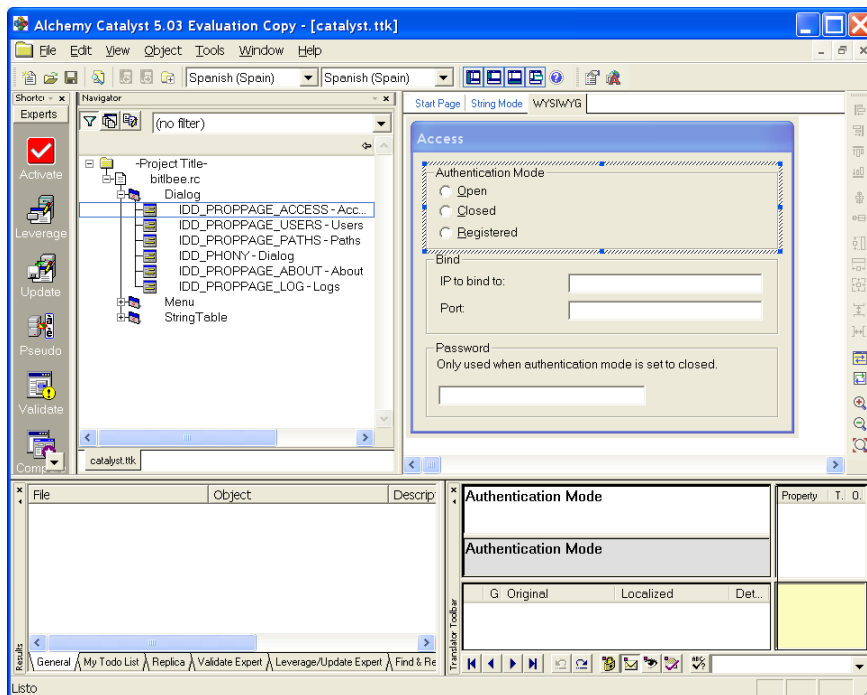 Alchemy Catalyst 5.03 Evaluation Copy - [catalyst.ttk]
File Edit View Object Tools Window Help
Spanish (Spain) Spanish (Spain)
Navigator
Experts
Activate
Leverage
Update
Pseudo
Validate
(no filter)
-Project Title-
bitlbee.rc
Dialog
IDD_PROPPAGE_ACCESS - Acc...
IDD_PROPPAGE_USERS - Users
IDD_PROPPAGE_PATHS - Paths
IDD_PHONY - Dialog
IDD_PROPPAGE_ABOUT - About
IDD_PROPPAGE_LOG - Logs
Menu
StringTable
catalyst.ttk
Start Page String Mode WYSIWYG
Access
Authentication Mode
Open
Closed
Registered
Bind
IP to bind to:
Port:
Password
Only used when authentication mode is set to closed.
File Object Descrip
Results
General My Todo List Replica Validate Expert Leverage/Update Expert Find & Re
Translator Toolbar
Authentication Mode
Authentication Mode
G Original Localized Det...
Property T. O.
Listo